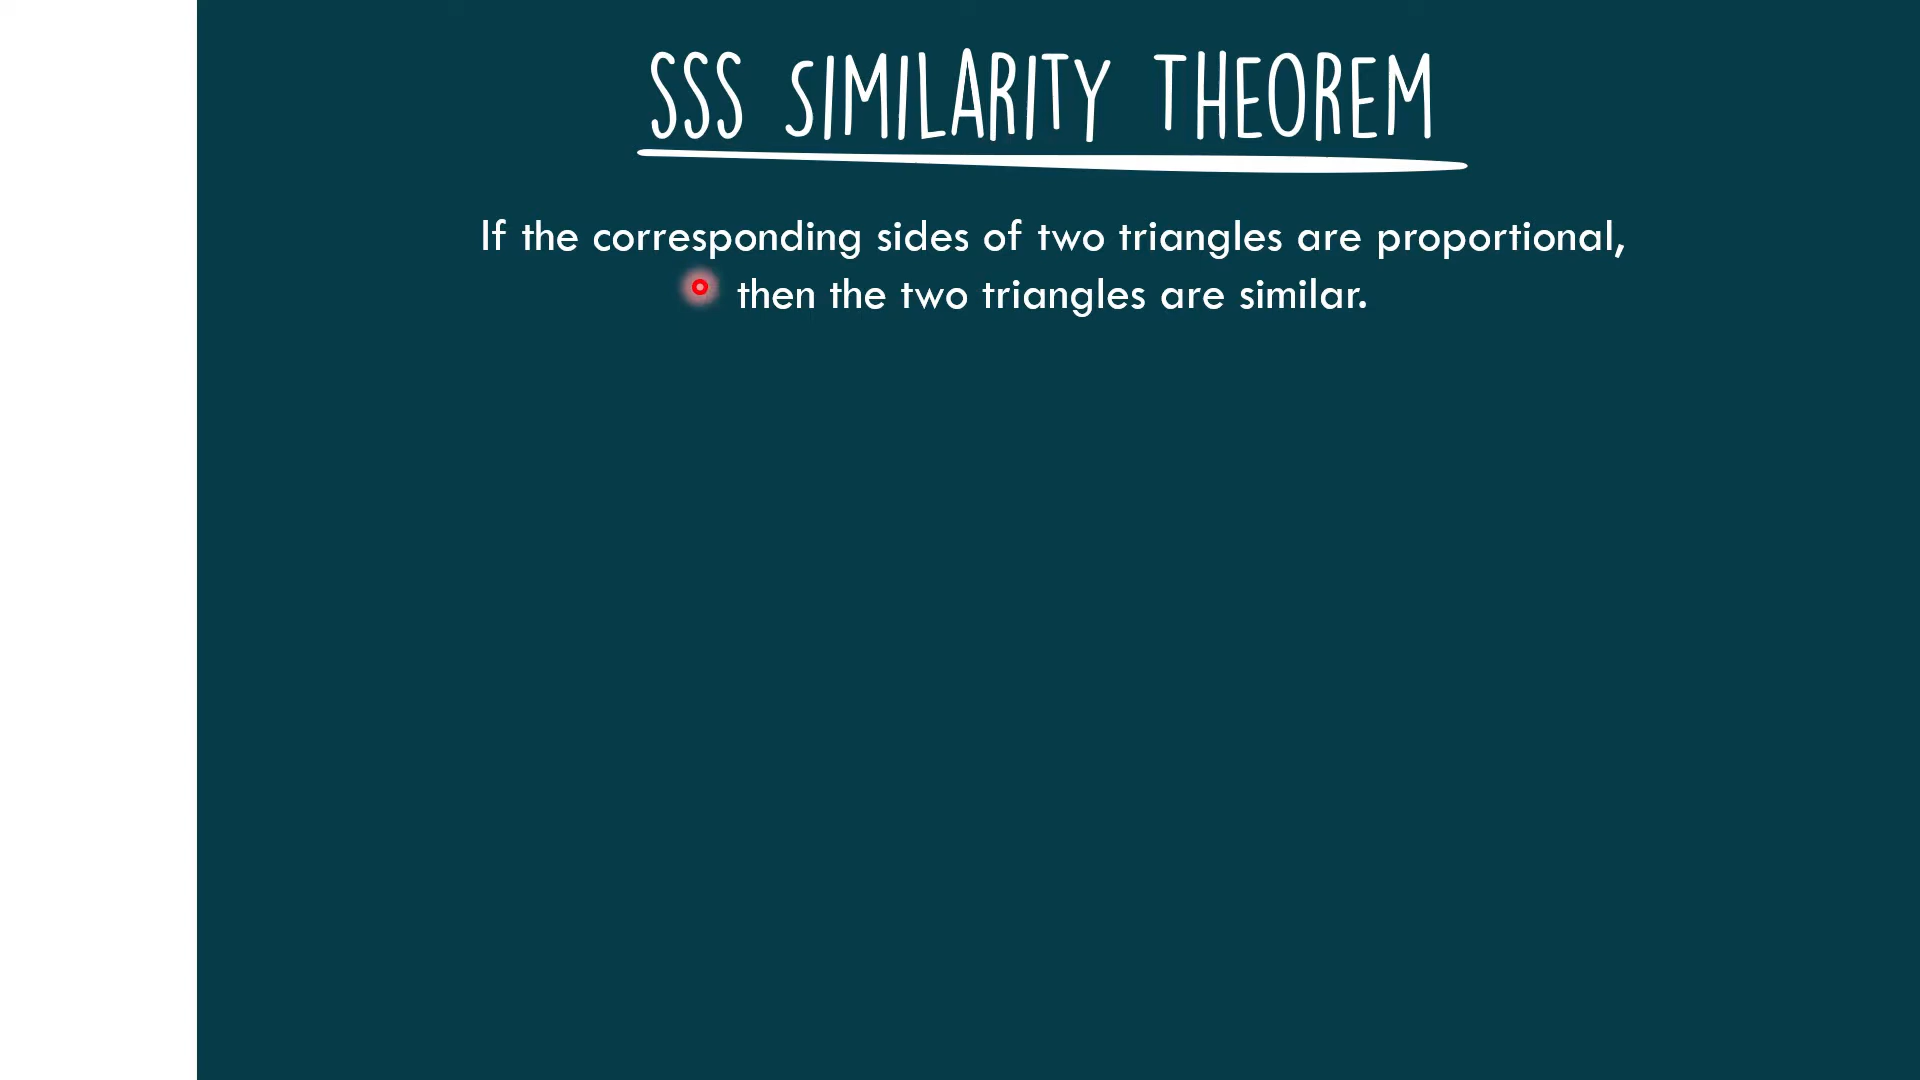 SSS SIMILARITY THEOREM
If the corresponding sides of two triangles are proportional,
then the two triangles are similar.